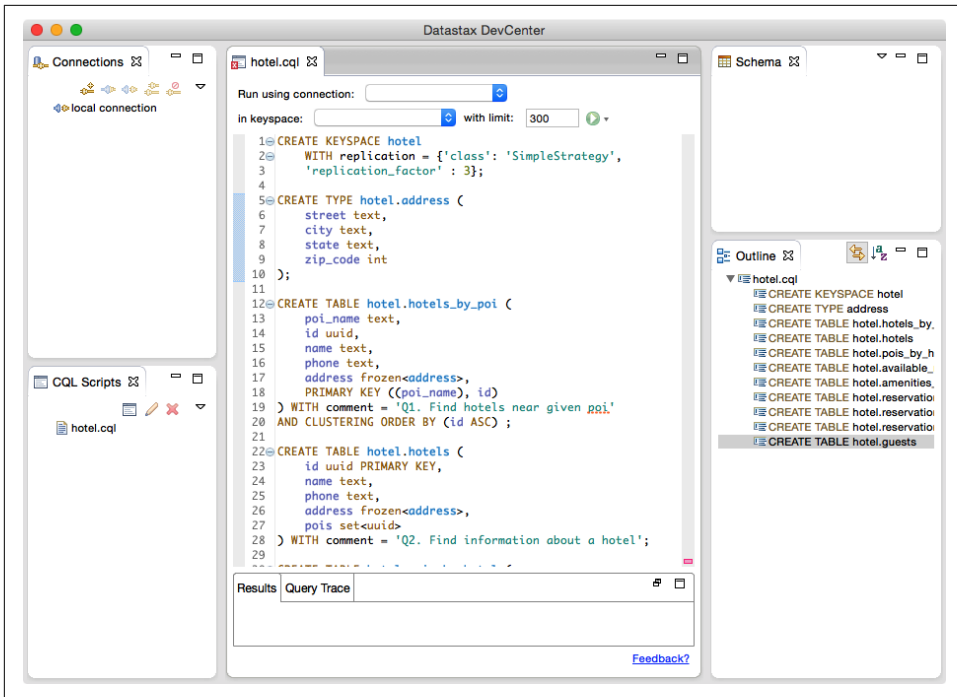 Datastax DevCenter
Connections
local connection
CQL Scripts
hotel.cql
hotel.cql
Run using connection:
in keyspace: with limit: 300
1 CREATE KEYSPACE hotel
2 WITH replication = {'class': 'SimpleStrategy',
3 'replication_factor' : 3};
4
5 CREATE TYPE hotel.address (
6 street text,
7 city text,
8 state text,
9 zip_code int
10 );
11
12 CREATE TABLE hotel.hotels_by_poi (
13 poi_name text,
14 id uuid,
15 name text,
16 phone text,
17 address frozen<address>,
18 PRIMARY KEY ((poi_name), id)
19 ) WITH comment = 'Q1. Find hotels near given poi'
20 AND CLUSTERING ORDER BY (id ASC) ;
21
22 CREATE TABLE hotel.hotels (
23 id uuid PRIMARY KEY,
24 name text,
25 phone text,
26 address frozen<address>,
27 pois set<uuid>
28 ) WITH comment = 'Q2. Find information about a hotel';
29
Results Query Trace
Feedback?
Schema
Outline
hotel.cql
CREATE KEYSPACE hotel
CREATE TYPE address
CREATE TABLE hotel.hotels_by_
CREATE TABLE hotel.hotels
CREATE TABLE hotel.pois_by_h
CREATE TABLE hotel.available_
CREATE TABLE hotel.amenities_
CREATE TABLE hotel.reservation
CREATE TABLE hotel.reservation
CREATE TABLE hotel.reservation
CREATE TABLE hotel.guests